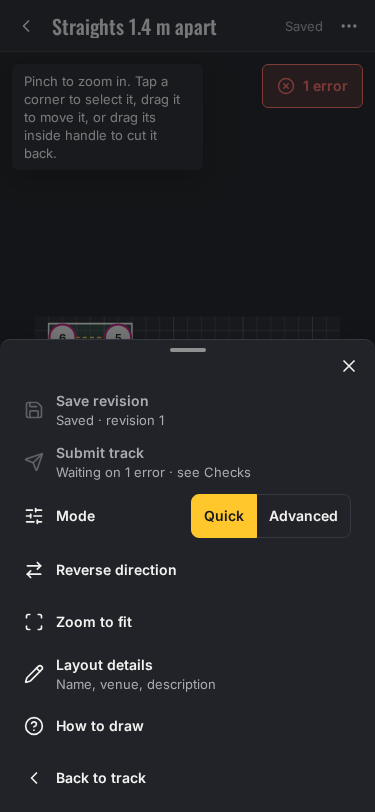 Straights 1.4 m apart
Saved
Pinch to zoom in. Tap a
corner to select it, drag it
to move it, or drag its
inside handle to cut it
back.
1 error
6
5
Save revision
Saved · revision 1
Submit track
Waiting on 1 error · see Checks
Mode
Quick
Advanced
Reverse direction
Zoom to fit
Layout details
Name, venue, description
How to draw
Back to track